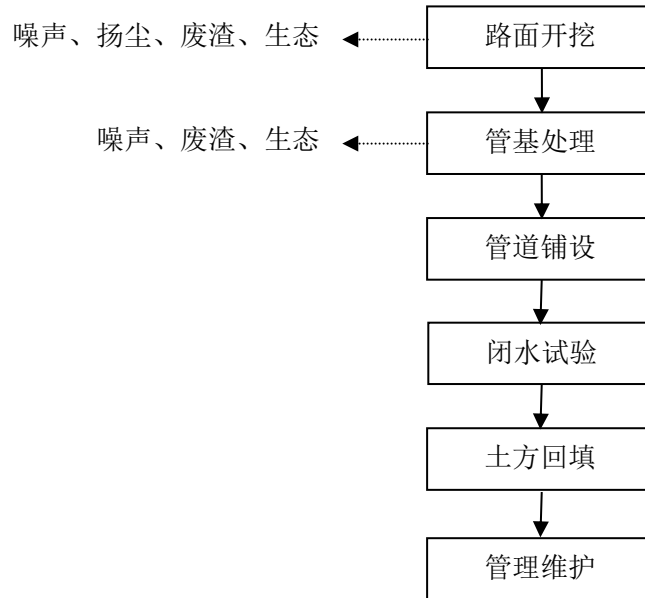 噪声、扬尘、废渣、生态
路面开挖
噪声、废渣、生态
管基处理
管道铺设
闭水试验
土方回填
管理维护